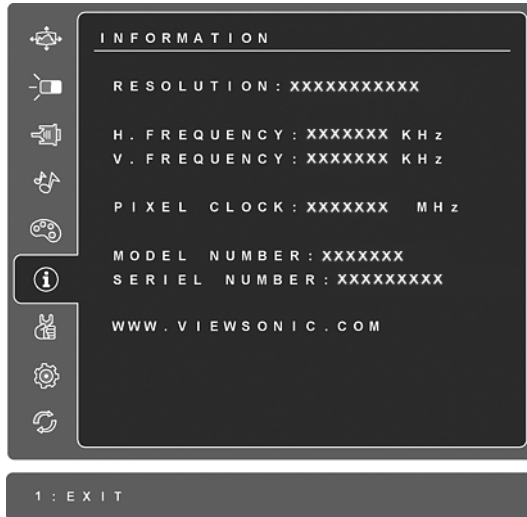 INFORMATION
RESOLUTION: XXXXXXXXXXX
H. FREQUENCY: XXXXXXX KHz
V. FREQUENCY: XXXXXXX KHz
PIXEL CLOCK: XXXXXXX MHz
MODEL NUMBER: XXXXXXX
SERIEL NUMBER: XXXXXXXXX
WWW.VIEWSONIC.COM
1: EXIT